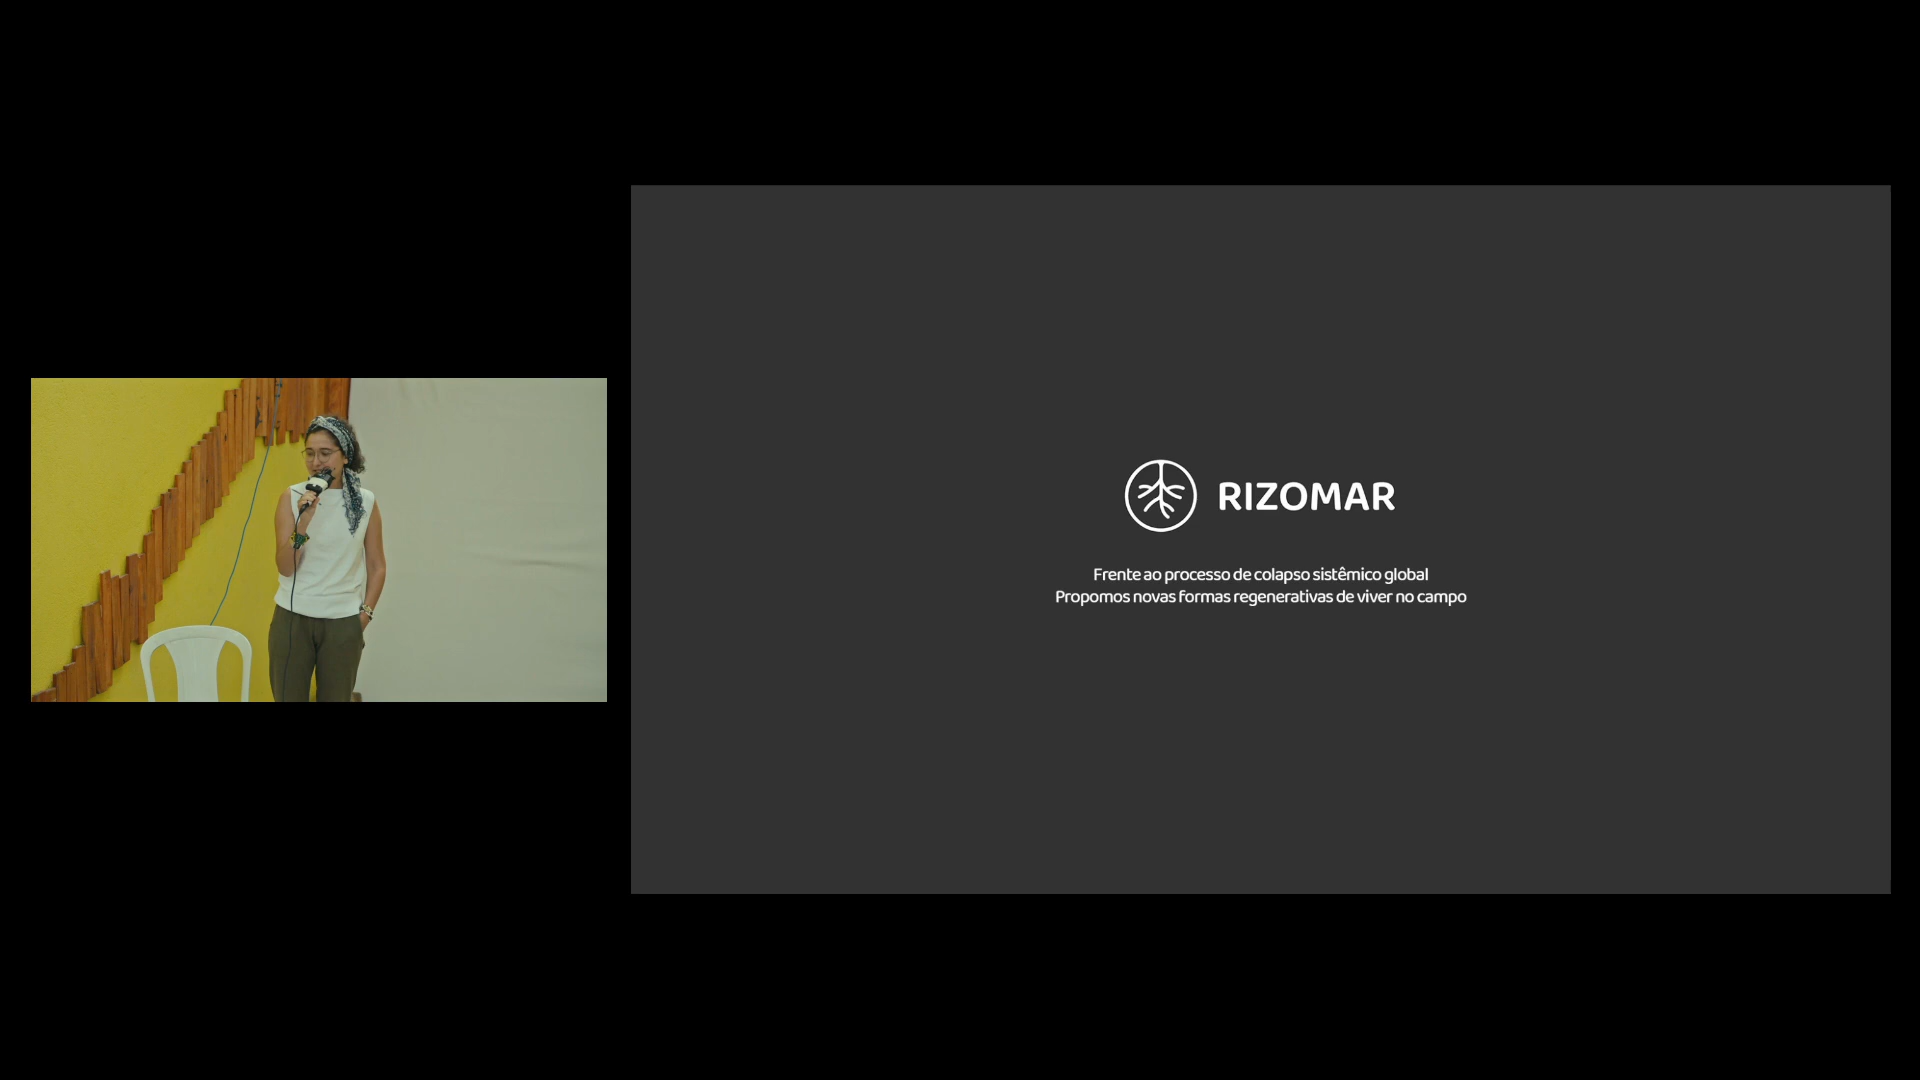 RIZOMAR
Frente ao processo de colapso sistêmico global
Propomos novas formas regenerativas de viver no campo